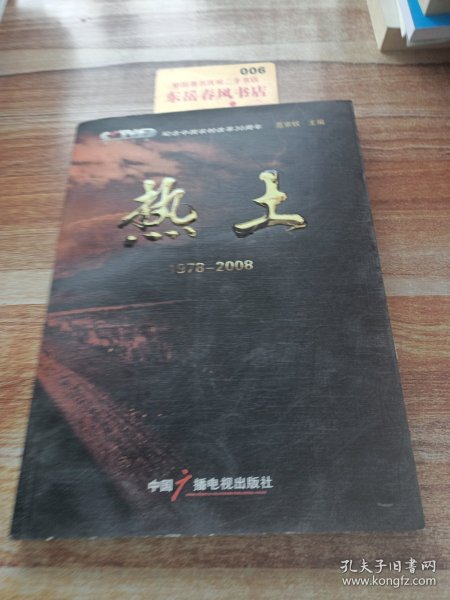 006
东岳春风书店
纪念中国农村改革30周年 主编
热土
1978-2008
中国广播电视出版社
孔夫子旧书网
www.kongfz.com